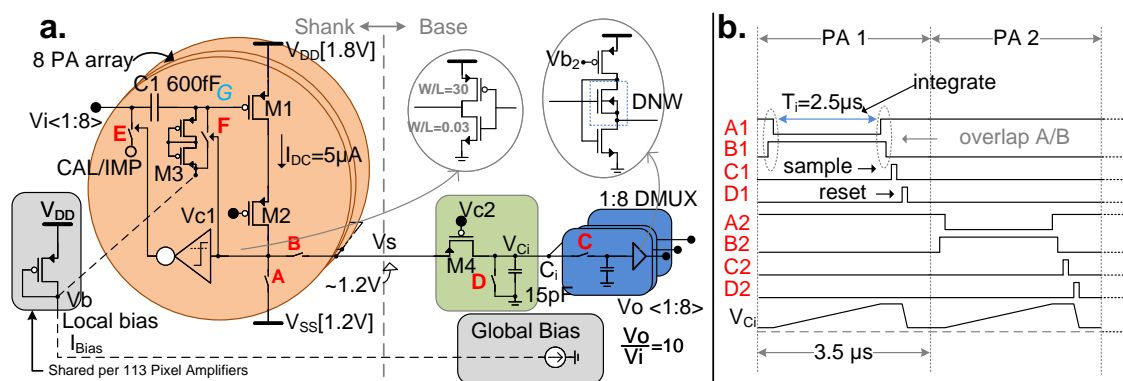 a.
8 PA array
Shank
Base
V_DD[1.8V]
C1 600fF
G
M1
Vi<1:8>
E
F
CAL/IMP
M3
I_DC=5µA
M2
Vc1
B
A
Vs
~1.2V
V_SS[1.2V]
V_DD
Vb
Local bias
I_Bias
Shared per 113 Pixel Amplifiers
W/L=30
W/L=0.03
Vb_2
DNW
Vc2
M4
D
V_Ci
15pF
C_i
1:8 DMUX
C
Vo <1:8>
Global Bias
Vo/Vi=10
b.
PA 1
PA 2
integrate
T_i=2.5µs
overlap A/B
sample
reset
A1
B1
C1
D1
A2
B2
C2
D2
V_Ci
3.5 µs